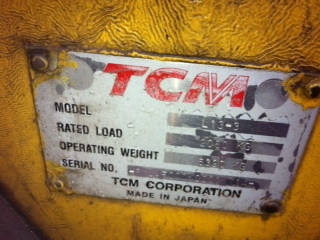 TCM
MODEL
RATED LOAD
OPERATING WEIGHT
SERIAL NO.
TCM CORPORATION
MADE IN JAPAN